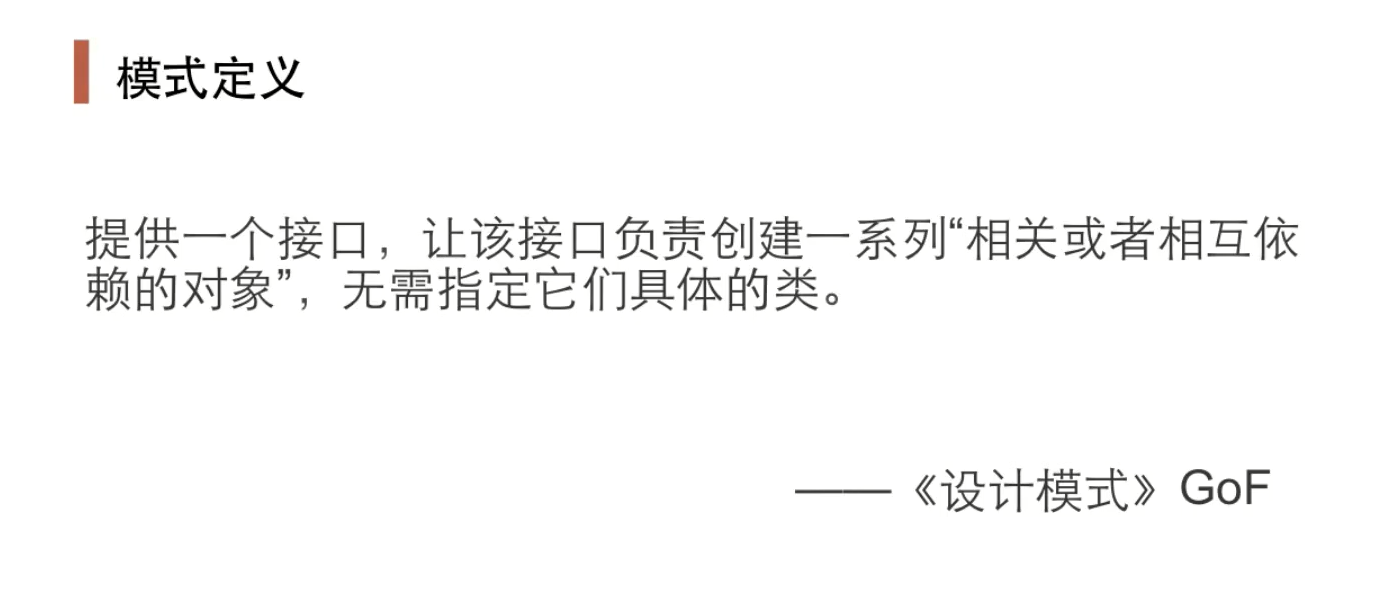 模式定义
提供一个接口，让该接口负责创建一系列“相关或者相互依
赖的对象”，无需指定它们具体的类。
——《设计模式》GoF